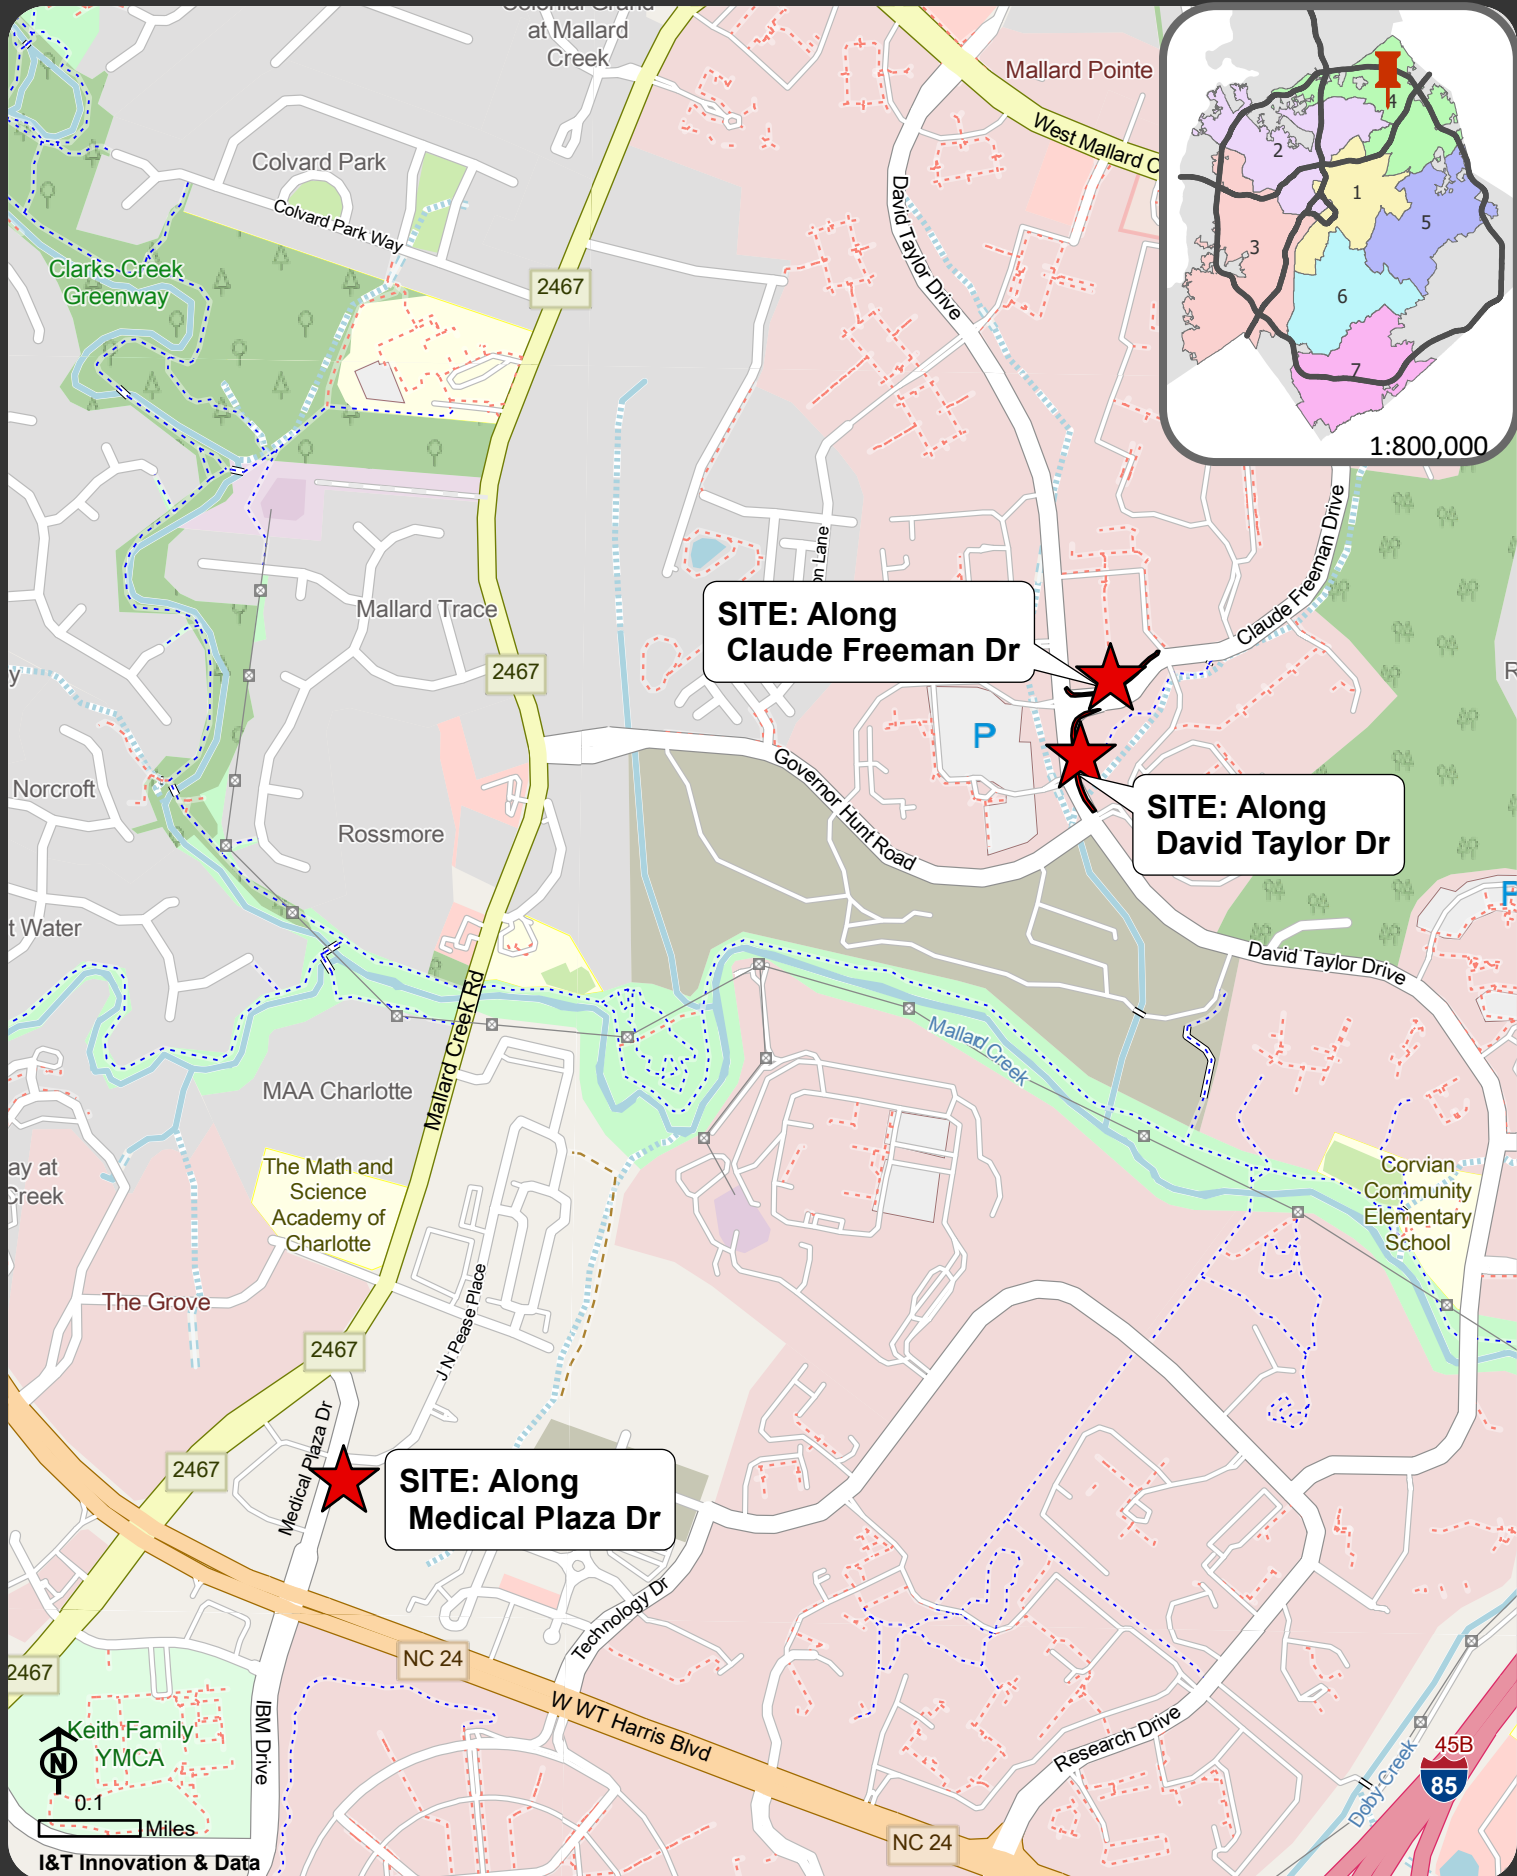 Colonial Grand
at Mallard
Creek
Mallard Pointe
West Mallard C
Colvard Park
Colvard Park Way
David Taylor Drive
Clarks Creek
Greenway
2467
4
2
1
5
3
6
7
1:800,000
on Lane
Claude Freeman Drive
Mallard Trace
SITE: Along
Claude Freeman Dr
2467
y
R
P
Norcroft
Governor Hunt Road
SITE: Along
David Taylor Dr
Rossmore
P
t Water
David Taylor Drive
Mallard Creek Rd
Mallard Creek
MAA Charlotte
ay at
Creek
The Math and
Science
Academy of
Charlotte
Corvian
Community
Elementary
School
The Grove
J N Pease Place
2467
Medical Plaza Dr
2467
SITE: Along
Medical Plaza Dr
Technology Dr
NC 24
2467
W WT Harris Blvd
IBM Drive
Keith Family
YMCA
N
Research Drive
45B
85
Doby Creek
0.1
Miles
NC 24
I&T Innovation & Data